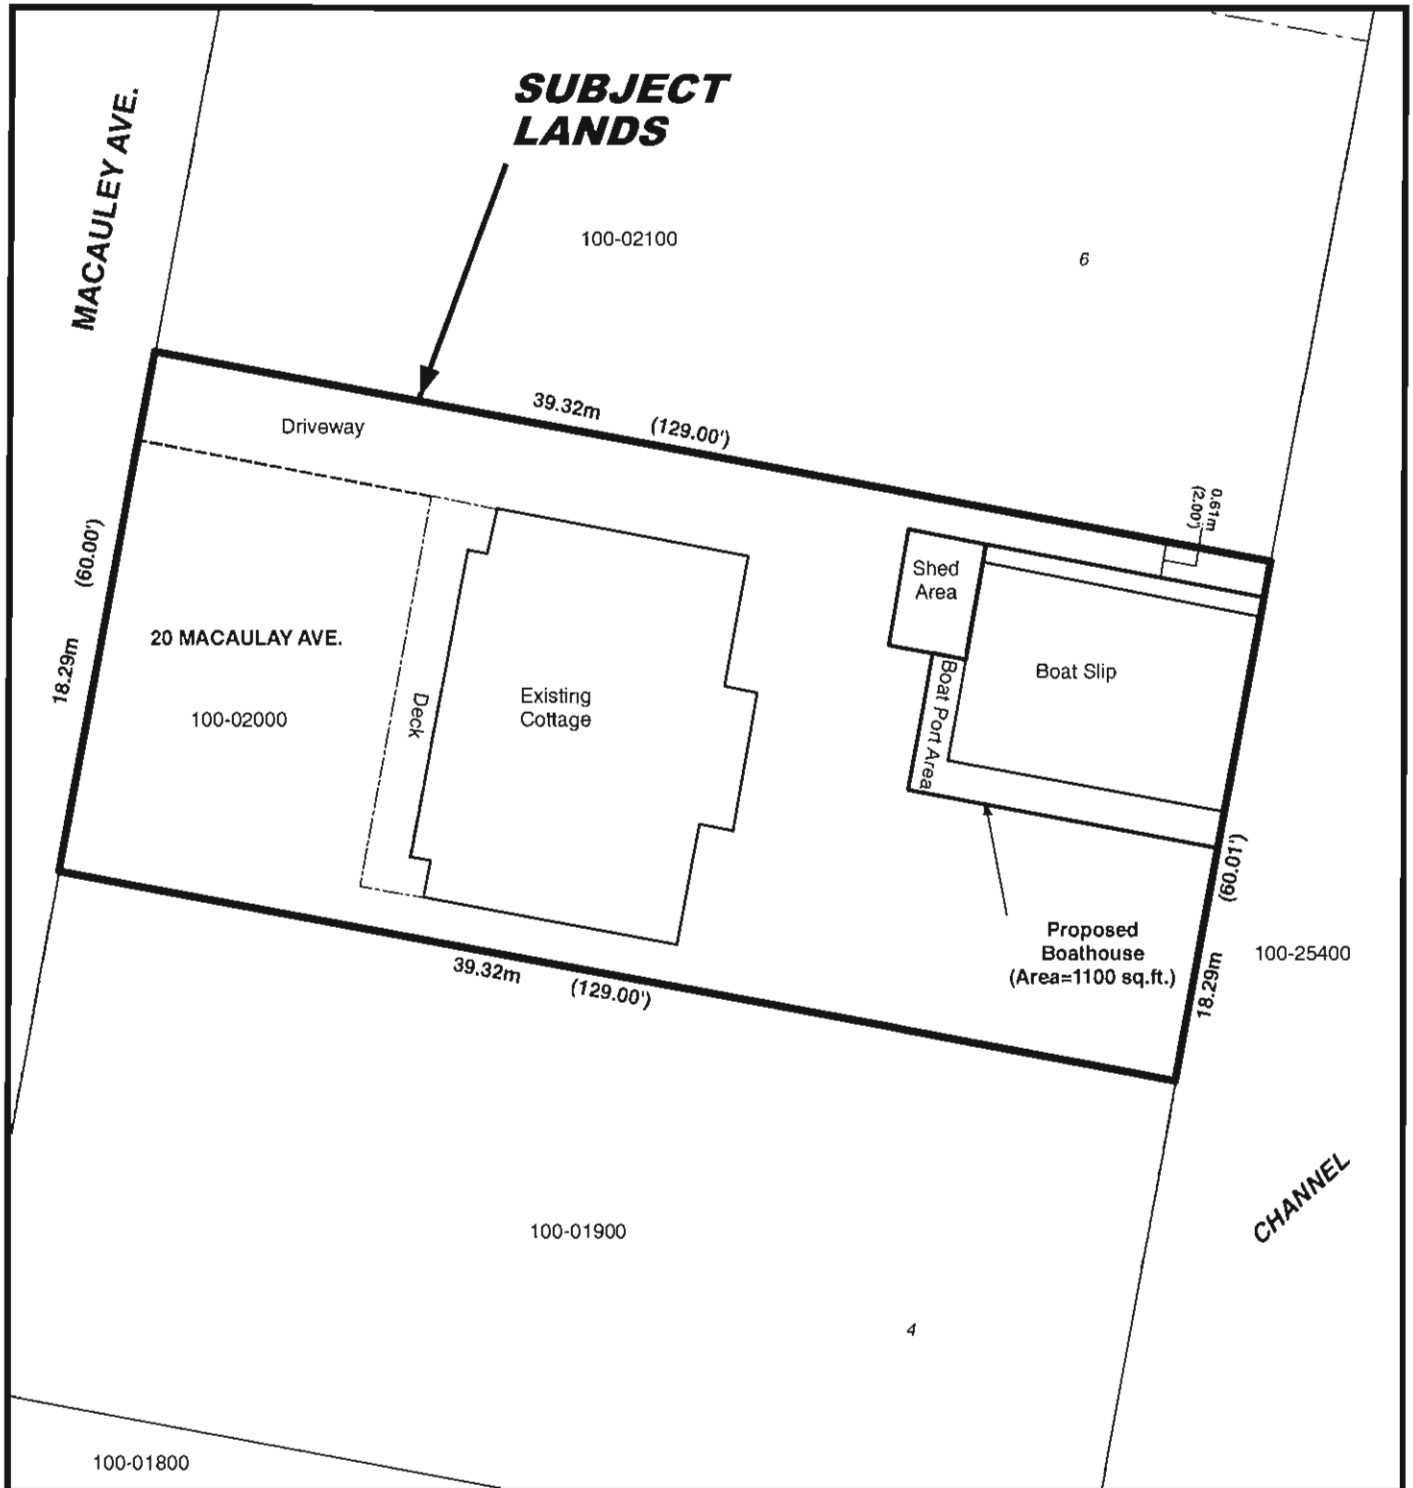 SUBJECT
LANDS
MACAULEY AVE.
100-02100
6
39.32m (129.00')
Driveway
0.61m
(2.00')
(60.00')
18.29m
Shed
Area
20 MACAULAY AVE.
100-02000
Deck
Existing
Cottage
Boat Port Area
Boat Slip
(60.01')
18.29m
Proposed
Boathouse
(Area=1100 sq.ft.)
100-25400
39.32m (129.00')
CHANNEL
100-01900
4
100-01800